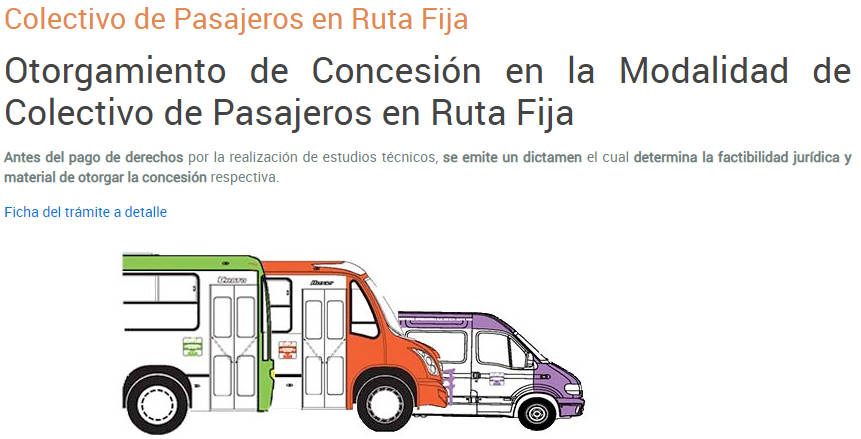 Colectivo de Pasajeros en Ruta Fija
Otorgamiento de Concesión en la Modalidad de
Colectivo de Pasajeros en Ruta Fija
Antes del pago de derechos por la realización de estudios técnicos, se emite un dictamen el cual determina la factibilidad jurídica y
material de otorgar la concesión respectiva.
Ficha del trámite a detalle